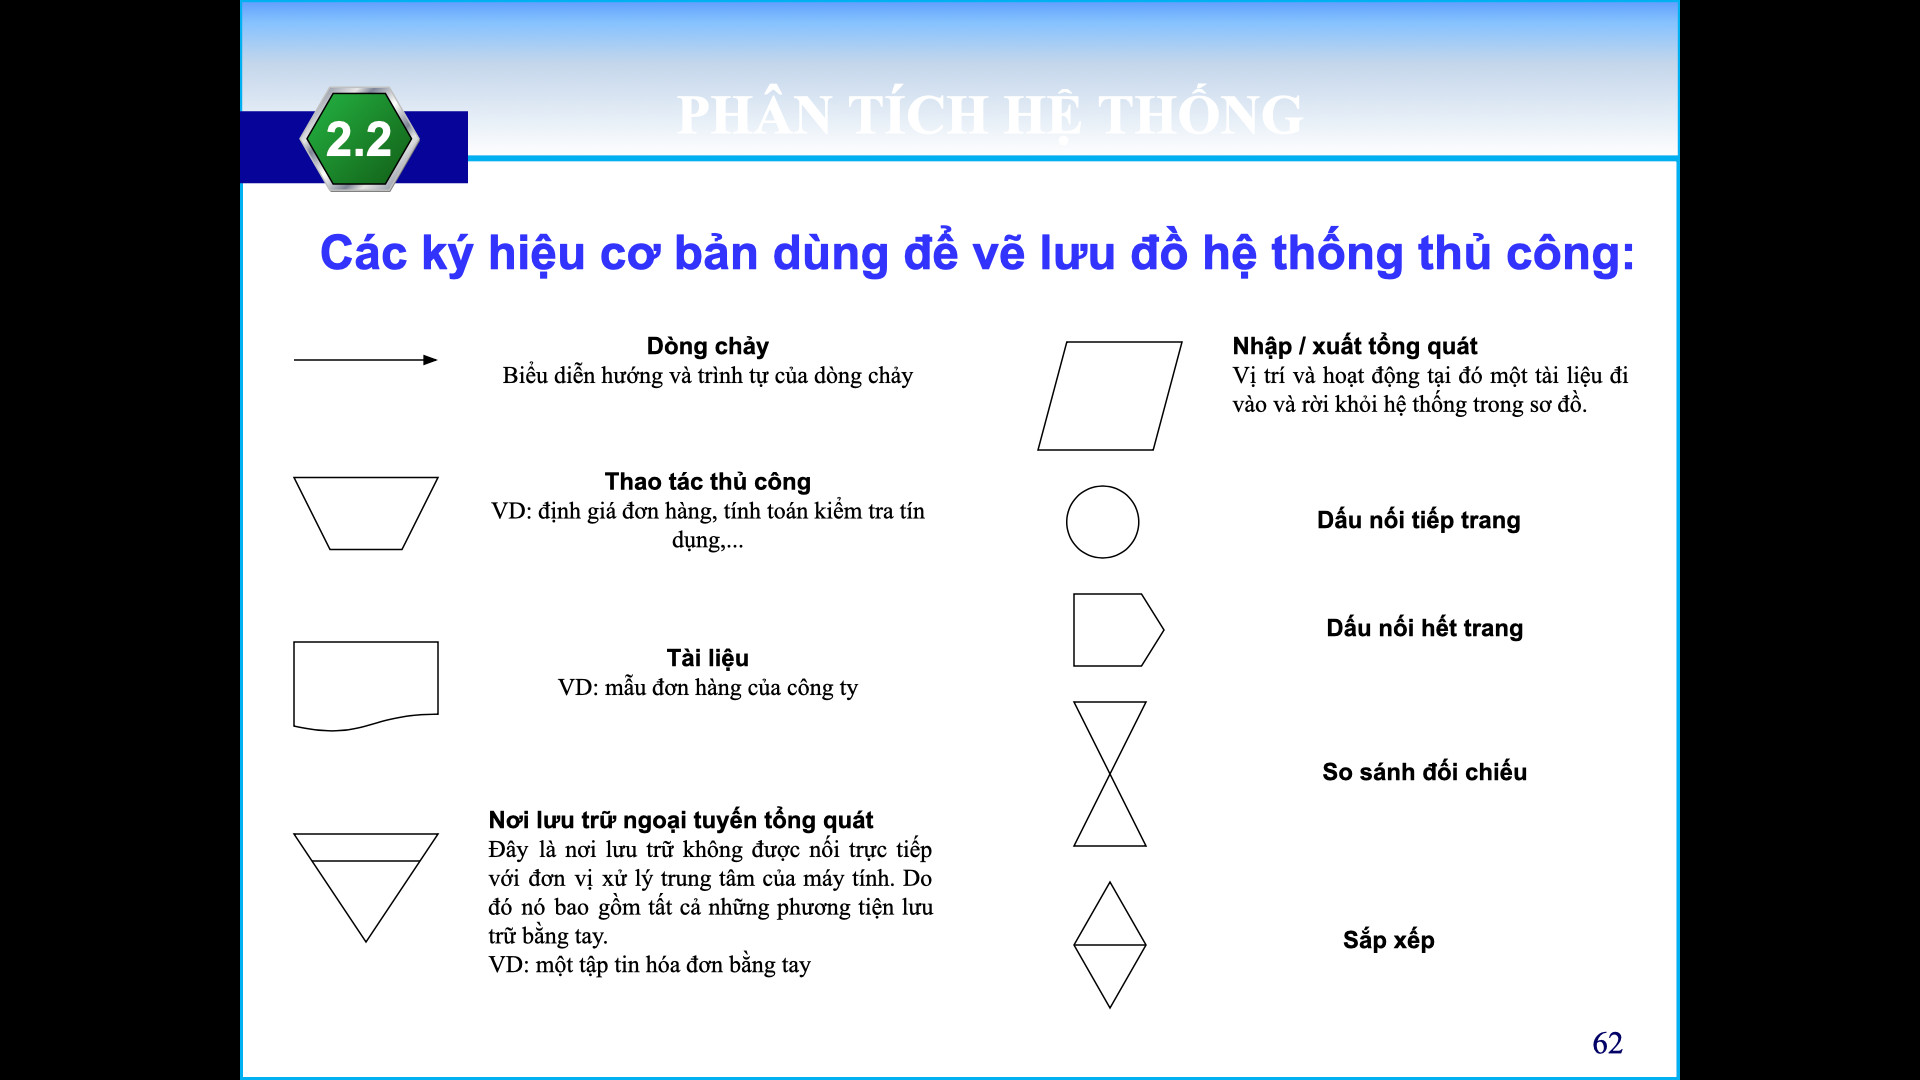 PHÂN TÍCH HỆ THỐNG
2.2
Các ký hiệu cơ bản dùng để vẽ lưu đồ hệ thống thủ công:
Dòng chảy
Biểu diễn hướng và trình tự của dòng chảy
Thao tác thủ công
VD: định giá đơn hàng, tính toán kiểm tra tín
dụng,...
Tài liệu
VD: mẫu đơn hàng của công ty
Nơi lưu trữ ngoại tuyến tổng quát
Đây là nơi lưu trữ không được nối trực tiếp
với đơn vị xử lý trung tâm của máy tính. Do
đó nó bao gồm tất cả những phương tiện lưu
trữ bằng tay.
VD: một tập tin hóa đơn bằng tay
Nhập / xuất tổng quát
Vị trí và hoạt động tại đó một tài liệu đi
vào và rời khỏi hệ thống trong sơ đồ.
Dấu nối tiếp trang
Dấu nối hết trang
So sánh đối chiếu
Sắp xếp
62